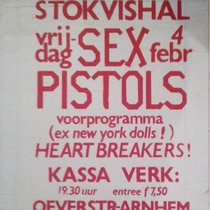 STOKVISHAL
vrij-dag SEX 4 febr
PISTOLS
voorprogramma
(ex new york dolls!)
HEART BREAKERS!
KASSA VERK:
19.30 uur entree f 7,50
OEVERSTR-ARNHEM